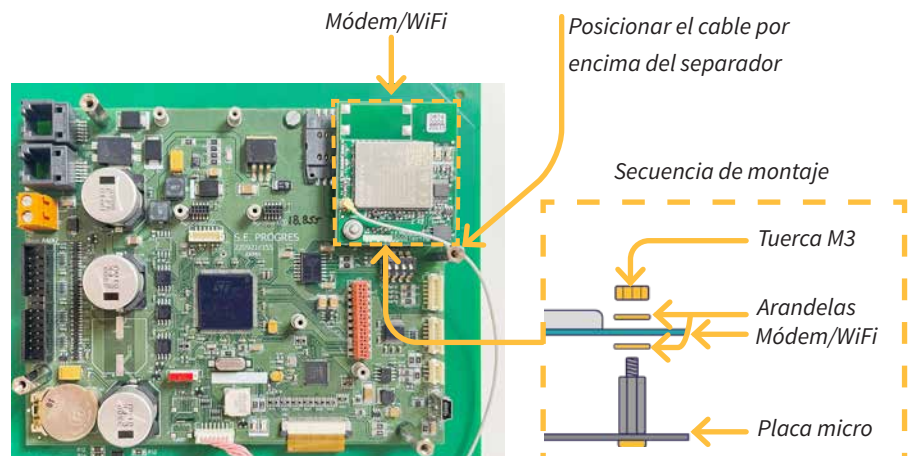 Módem/WiFi
Posicionar el cable por
encima del separador
Secuencia de montaje
Tuerca M3
Arandelas
Módem/WiFi
Placa micro
18,855
S.E. PROGRES